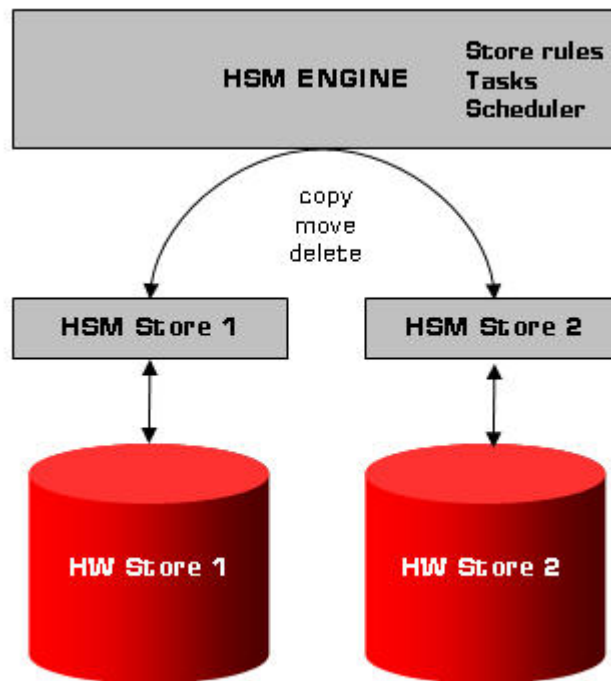 HSM ENGINE
Store rules
Tasks
Scheduler
copy
move
delete
HSM Store 1
HSM Store 2
HW Store 1
HW Store 2